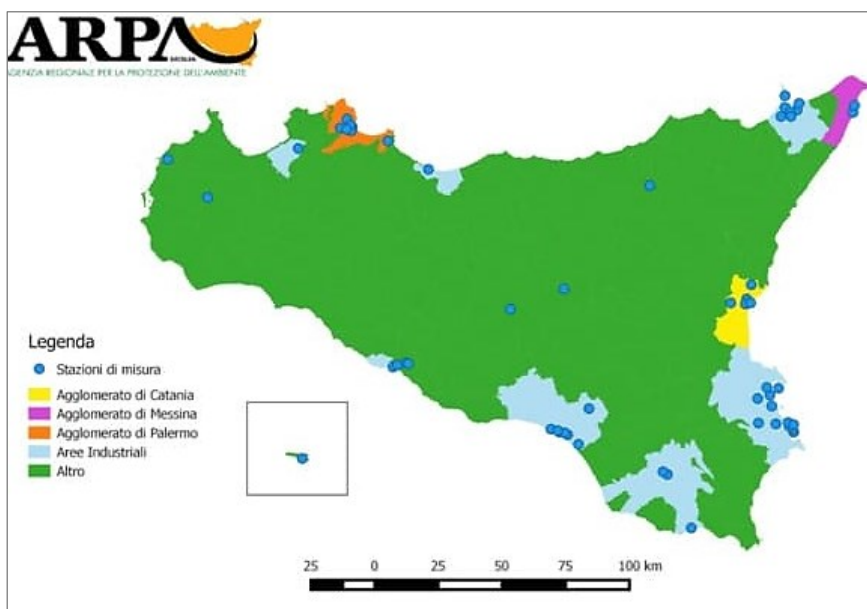 ARPA
SICILIA
AGENZIA REGIONALE PER LA PROTEZIONE DELL'AMBIENTE
Legenda
Stazioni di misura
Agglomerato di Catania
Agglomerato di Messina
Agglomerato di Palermo
Aree Industriali
Altro
25 0 25 50 75 100 km